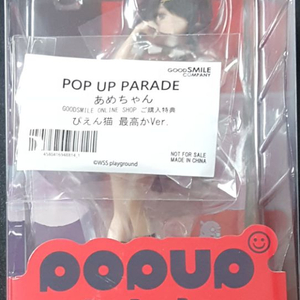 GOODSMILE
COMPANY
POP UP PARADE
あめちゃん
GOODSMILE ONLINE SHOP ご購入特典
ぴえん猫 最高かVer.
NOT FOR SALE
MADE IN CHINA
©WSS playground
popup